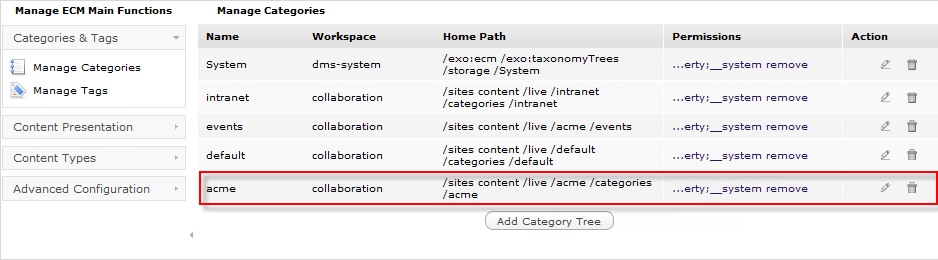 Manage ECM Main Functions
Categories & Tags
Manage Categories
Manage Tags
Content Presentation
Content Types
Advanced Configuration
Manage Categories
Name Workspace Home Path Permissions Action
System dms-system /exo:ecm /exo:taxonomyTrees /storage /System ...erty;__system remove
intranet collaboration /sites content /live /intranet /categories /intranet ...erty;__system remove
events collaboration /sites content /live /acme /events ...erty;__system remove
default collaboration /sites content /live /default /categories /default ...erty;__system remove
acme collaboration /sites content /live /acme /categories /acme ...erty;__system remove
Add Category Tree